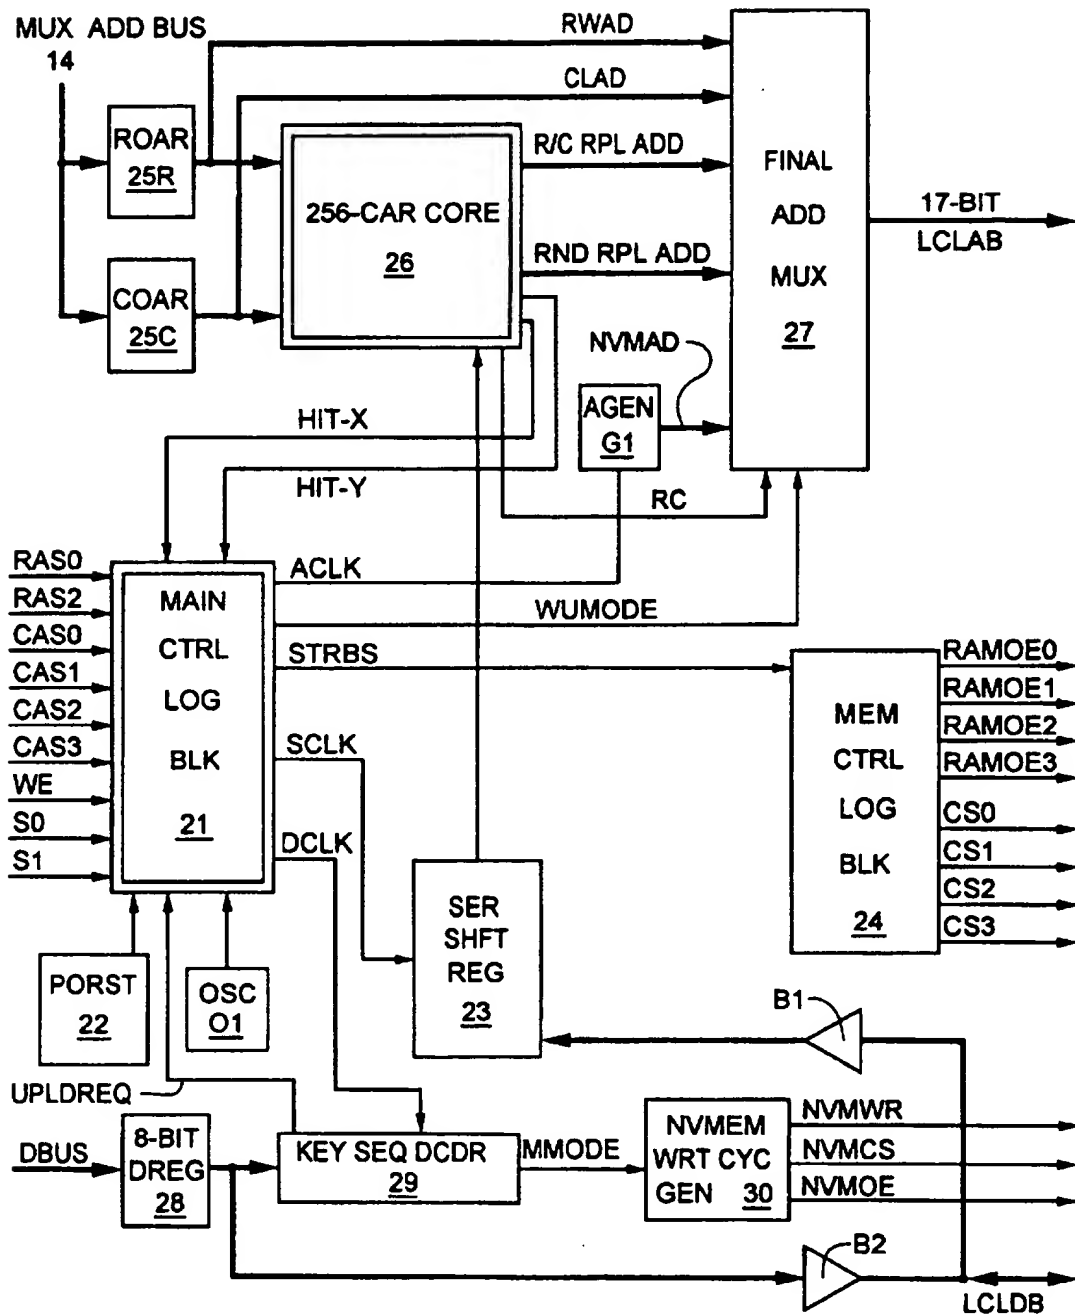 MUX ADD BUS
14
RWAD
CLAD
ROAR
25R
COAR
25C
256-CAR CORE
26
R/C RPL ADD
RND RPL ADD
FINAL
ADD
MUX
27
17-BIT
LCLAB
NVMAD
AGEN
G1
HIT-X
HIT-Y
RC
RAS0
RAS2
CAS0
CAS1
CAS2
CAS3
WE
S0
S1
MAIN
CTRL
LOG
BLK
21
ACLK
WUMODE
STRBS
SCLK
DCLK
MEM
CTRL
LOG
BLK
24
RAMOE0
RAMOE1
RAMOE2
RAMOE3
CS0
CS1
CS2
CS3
PORST
22
OSC
O1
SER
SHFT
REG
23
B1
UPLDREQ
DBUS
8-BIT
DREG
28
KEY SEQ DCDR
29
MMODE
NVMEM
WRT CYC
GEN 30
NVMWR
NVMCS
NVMOE
B2
LCLDB